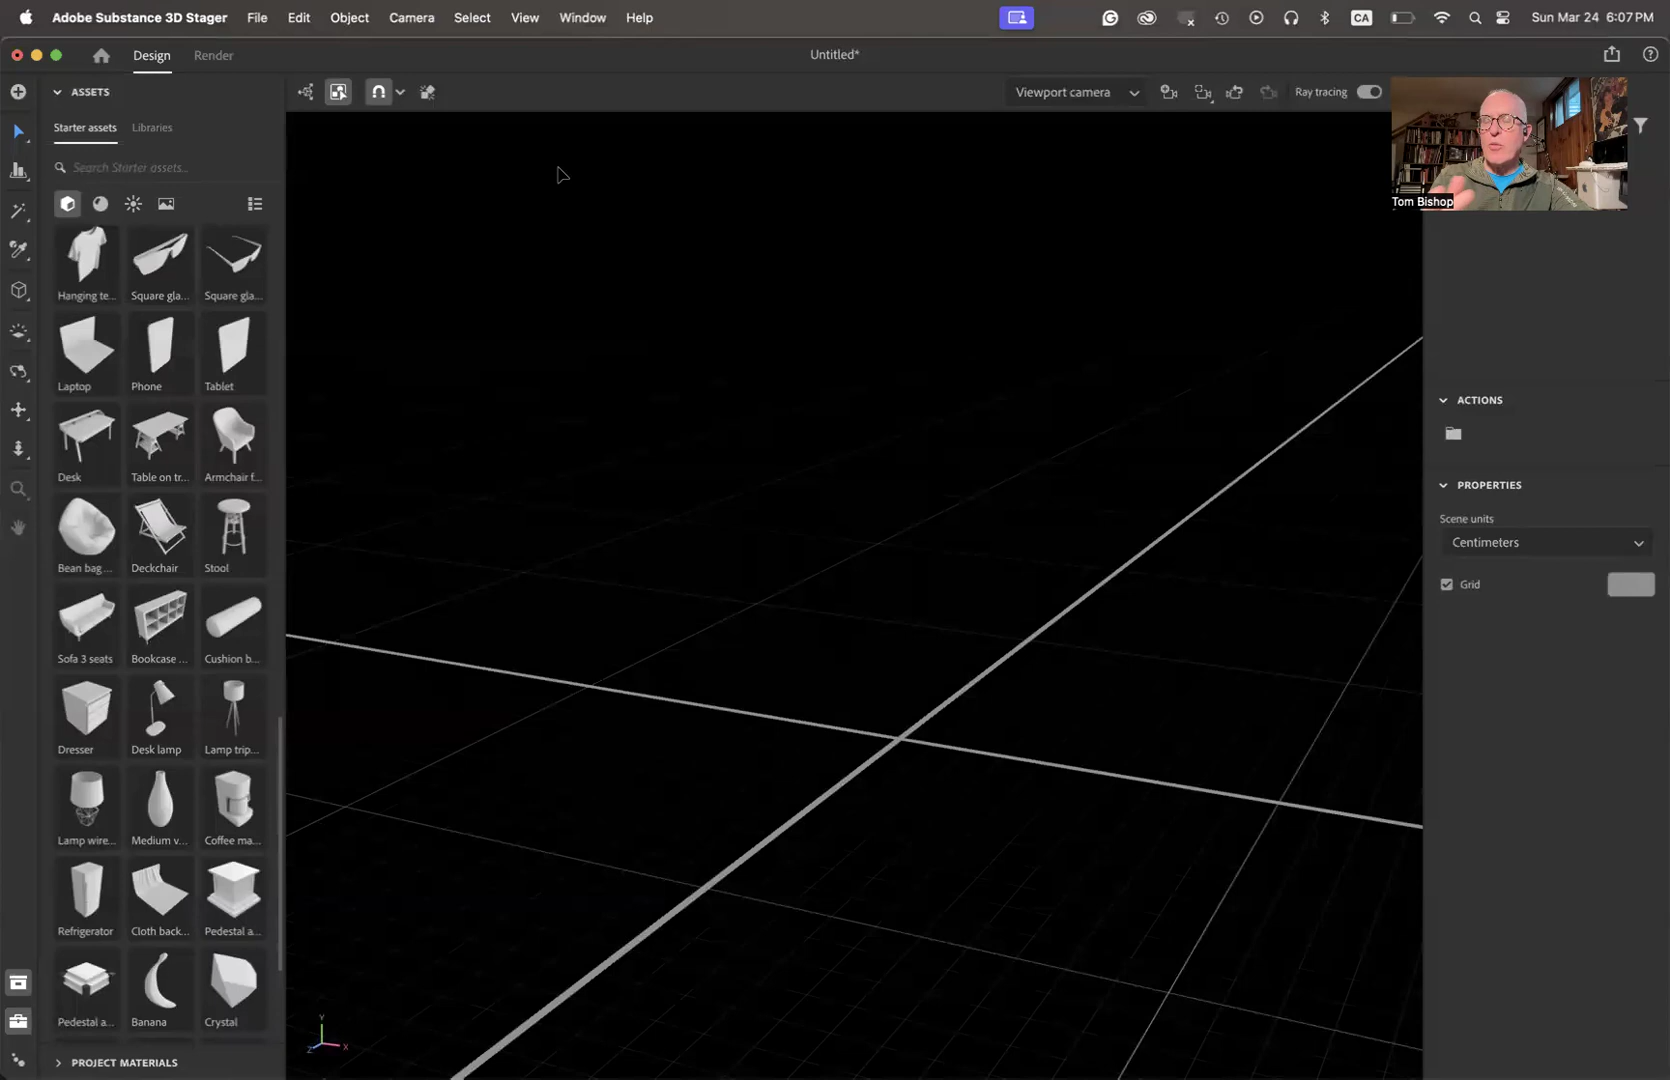 Adobe Substance 3D Stager File Edit Object Camera Select View Window Help CA Sun Mar 24 6:07 PM
Design Render Untitled*
ASSETS
Viewport camera Ray tracing
Starter assets Libraries
Search Starter assets...
Tom Bishop
Hanging te... Square gla... Square gla...
Laptop Phone Tablet
Desk Table on tr... Armchair f...
Bean bag ... Deckchair Stool
Sofa 3 seats Bookcase ... Cushion b...
Dresser Desk lamp Lamp trip...
Lamp wire... Medium v... Coffee ma...
Refrigerator Cloth back... Pedestal a...
Pedestal a... Banana Crystal
PROJECT MATERIALS
Y
Z X
ACTIONS
PROPERTIES
Scene units
Centimeters
Grid